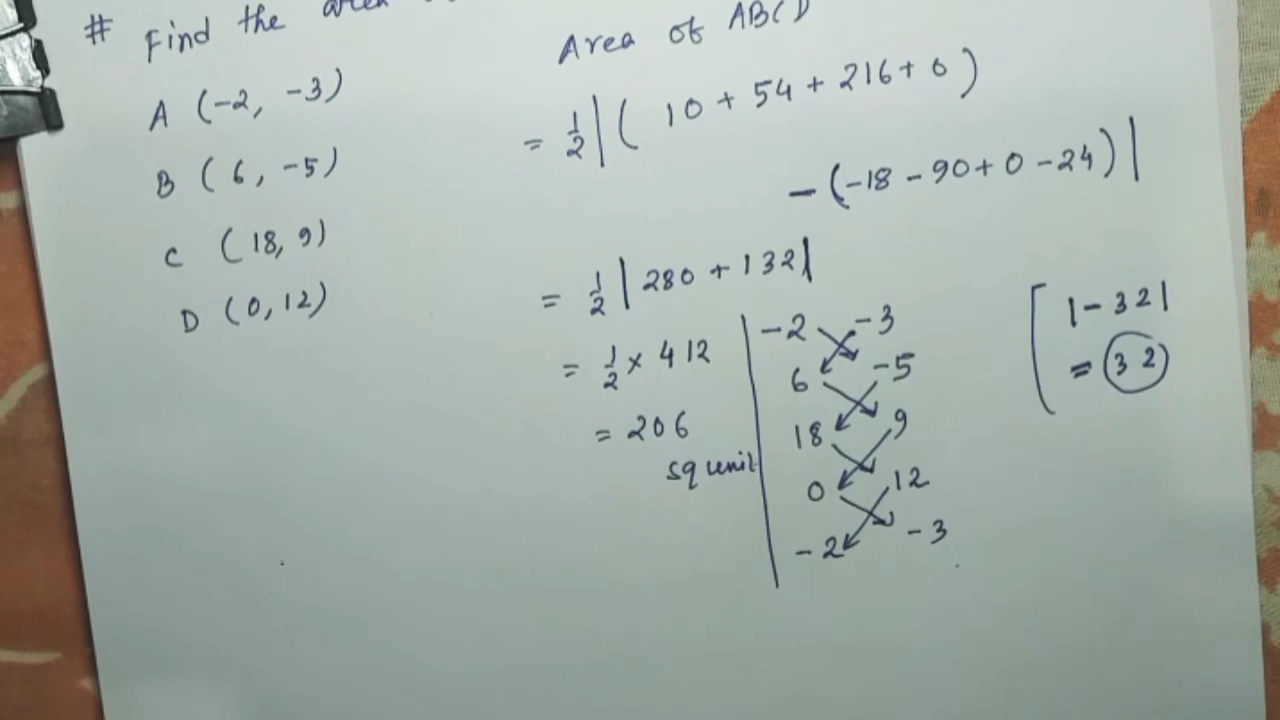 # Find the area
A (-2, -3)
B (6, -5)
C (18, 9)
D (0, 12)
Area of ABCD
= 1/2 |( 10 + 54 + 216 + 0 )
- (-18 - 90 + 0 - 24)|
= 1/2 | 280 + 132 |
= 1/2 x 412
= 206
sq unit
-2 -3
6 -5
18 9
0 12
-2 -3
|-32|
= 32